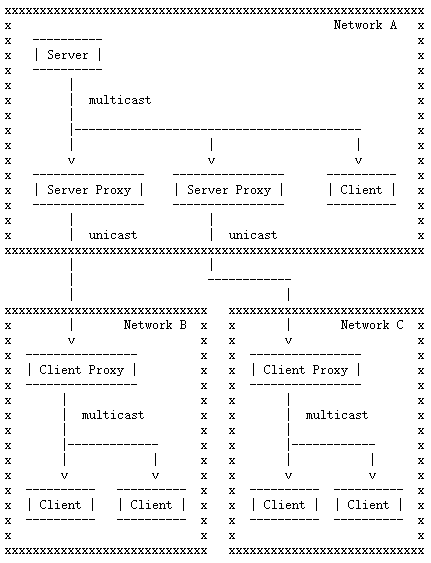 Network A
Server
multicast
Server Proxy Server Proxy Client
unicast unicast
Network B Network C
Client Proxy Client Proxy
multicast multicast
Client Client Client Client